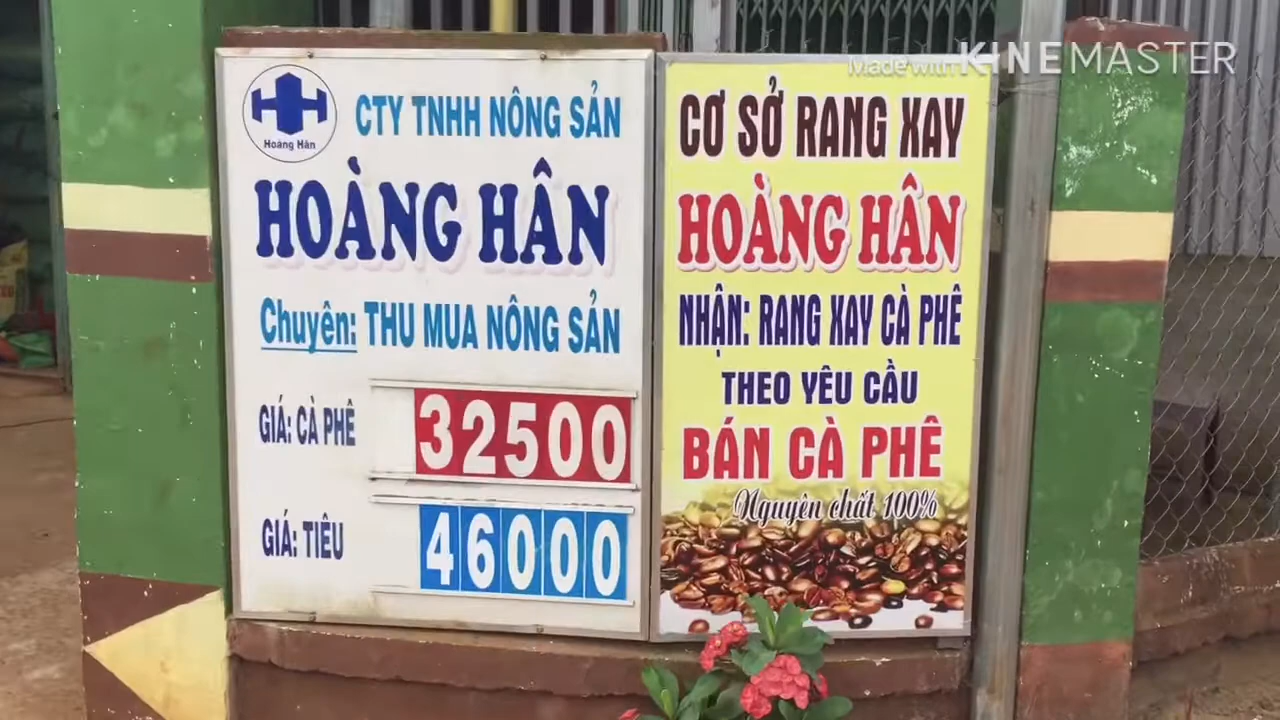 Made with KINEMASTER
Hoàng Hân
CTY TNHH NÔNG SẢN
HOÀNG HÂN
Chuyên: THU MUA NÔNG SẢN
GIÁ: CÀ PHÊ 32500
GIÁ: TIÊU 46000
CƠ SỞ RANG XAY
HOÀNG HÂN
NHẬN: RANG XAY CÀ PHÊ
THEO YÊU CẦU
BÁN CÀ PHÊ
Nguyên chất 100%